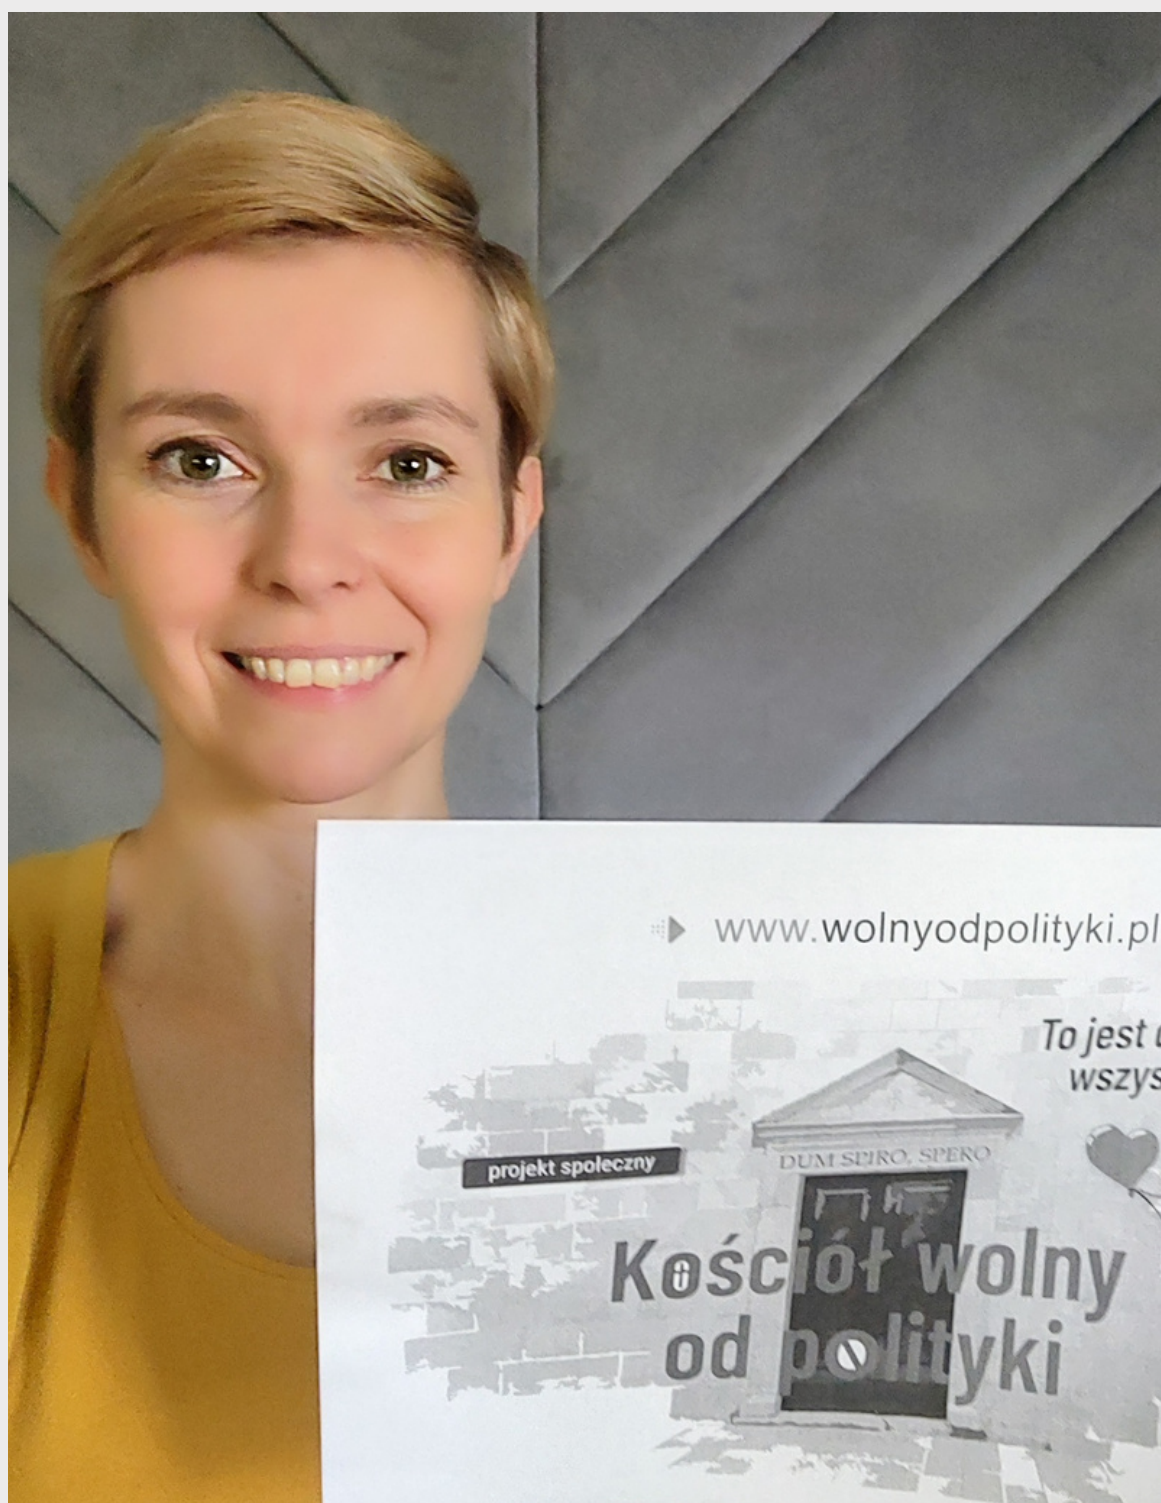 www.wolnyodpolityki.pl
To jest
wszys
projekt społeczny
DUM SPIRO, SPERO
Kościół wolny
od polityki